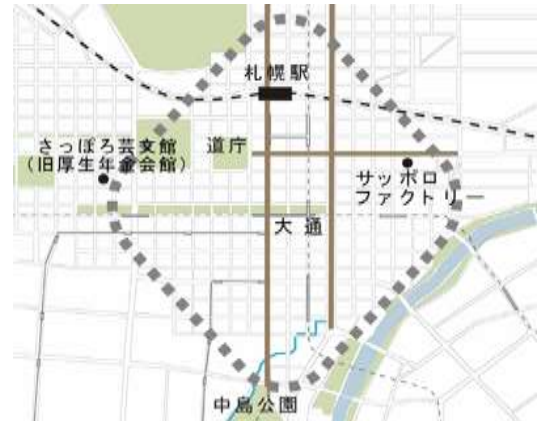 札幌駅
さっぽろ芸文館
（旧厚生年金会館）
道庁
サッポロ
ファクトリー
大通
中島公園